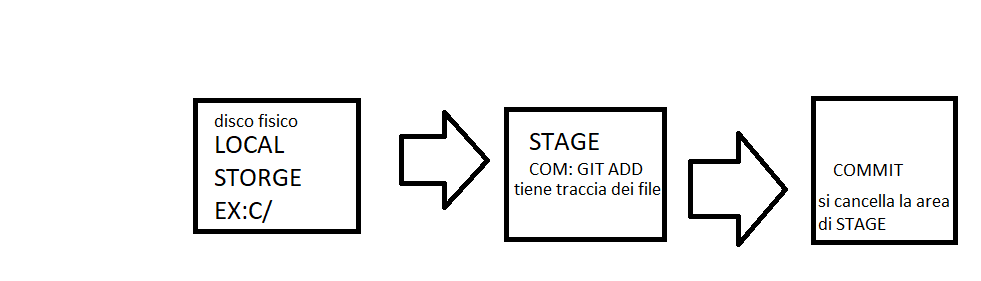 disco fisico
LOCAL
STORGE
EX:C/
STAGE
COM: GIT ADD
tiene traccia dei file
COMMIT
si cancella la area
di STAGE